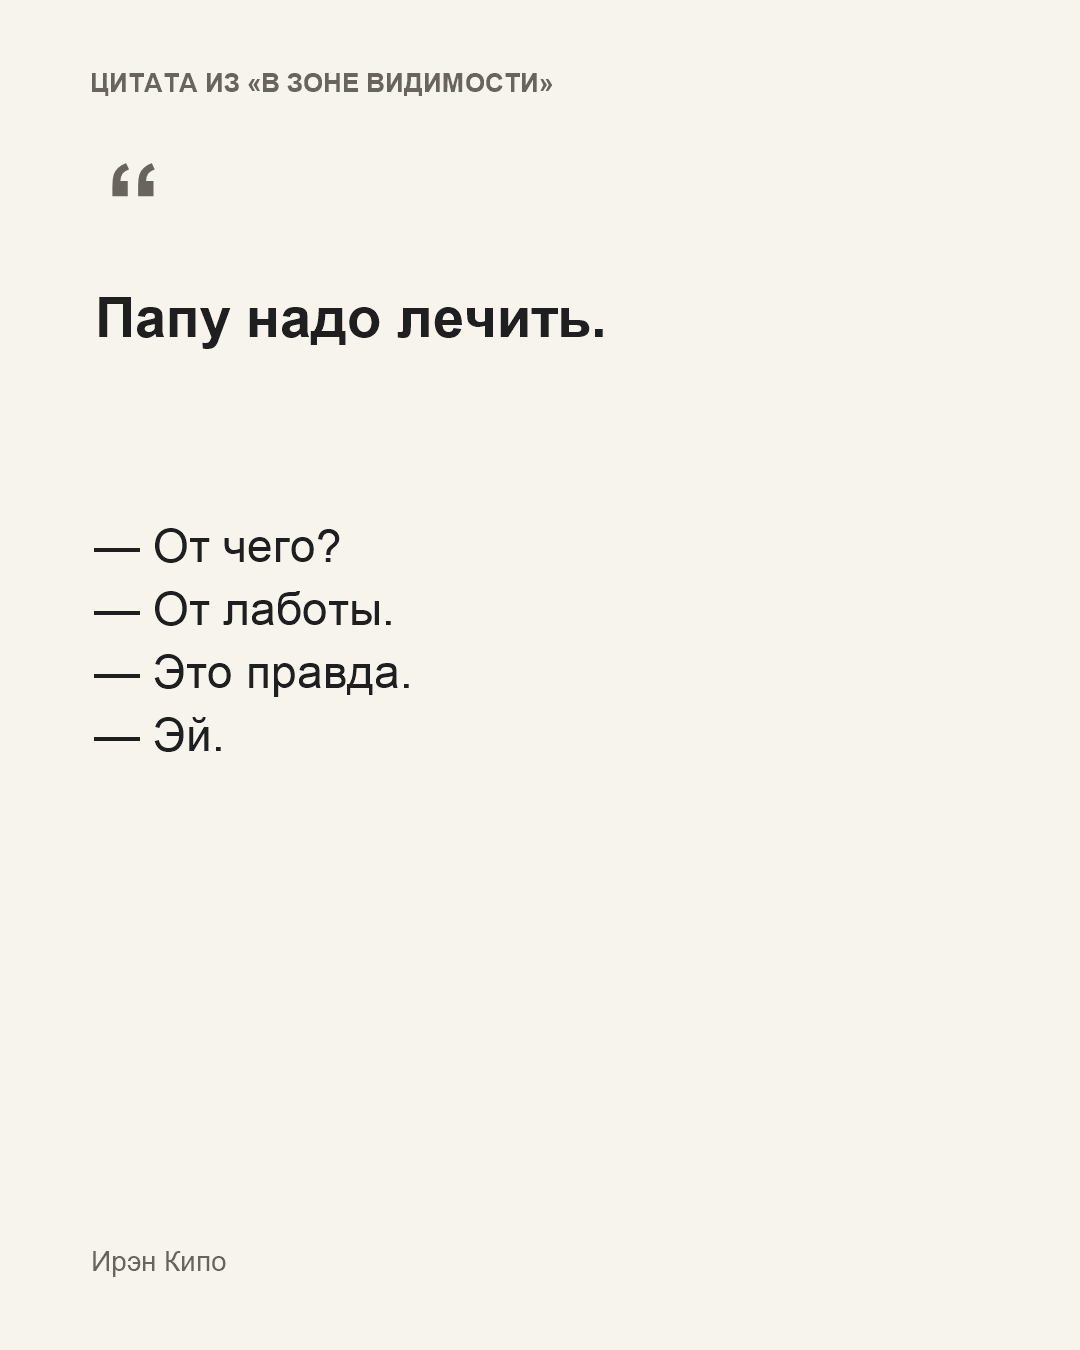 ЦИТАТА ИЗ «В ЗОНЕ ВИДИМОСТИ»
“
Папу надо лечить.
— От чего?
— От лаботы.
— Это правда.
— Эй.
Ирэн Кипо